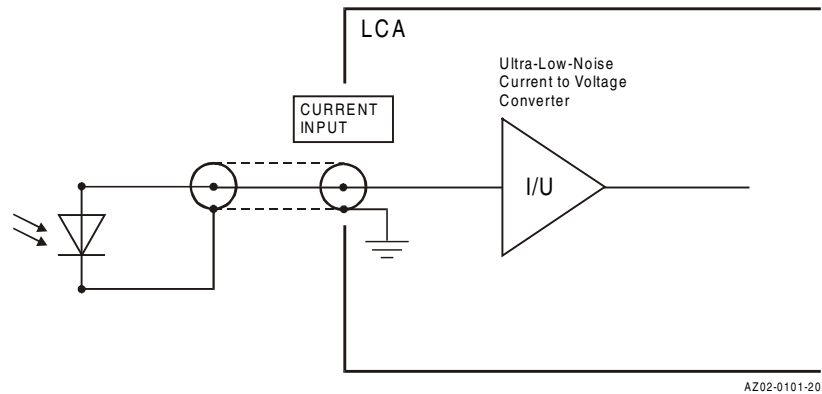 LCA
Ultra-Low-Noise
Current to Voltage
Converter
CURRENT
INPUT
I/U
AZ02-0101-20